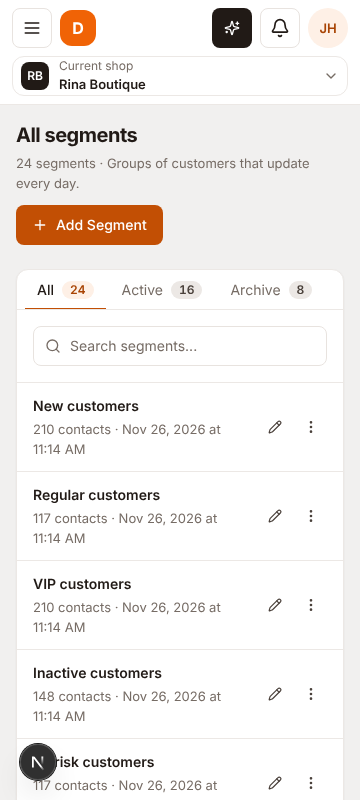 D
JH
RB
Current shop
Rina Boutique
All segments
24 segments · Groups of customers that update
every day.
+ Add Segment
All 24 Active 16 Archive 8
Search segments...
New customers
210 contacts · Nov 26, 2026 at
11:14 AM
Regular customers
117 contacts · Nov 26, 2026 at
11:14 AM
VIP customers
210 contacts · Nov 26, 2026 at
11:14 AM
Inactive customers
148 contacts · Nov 26, 2026 at
11:14 AM
N
risk customers
117 contacts · Nov 26, 2026 at